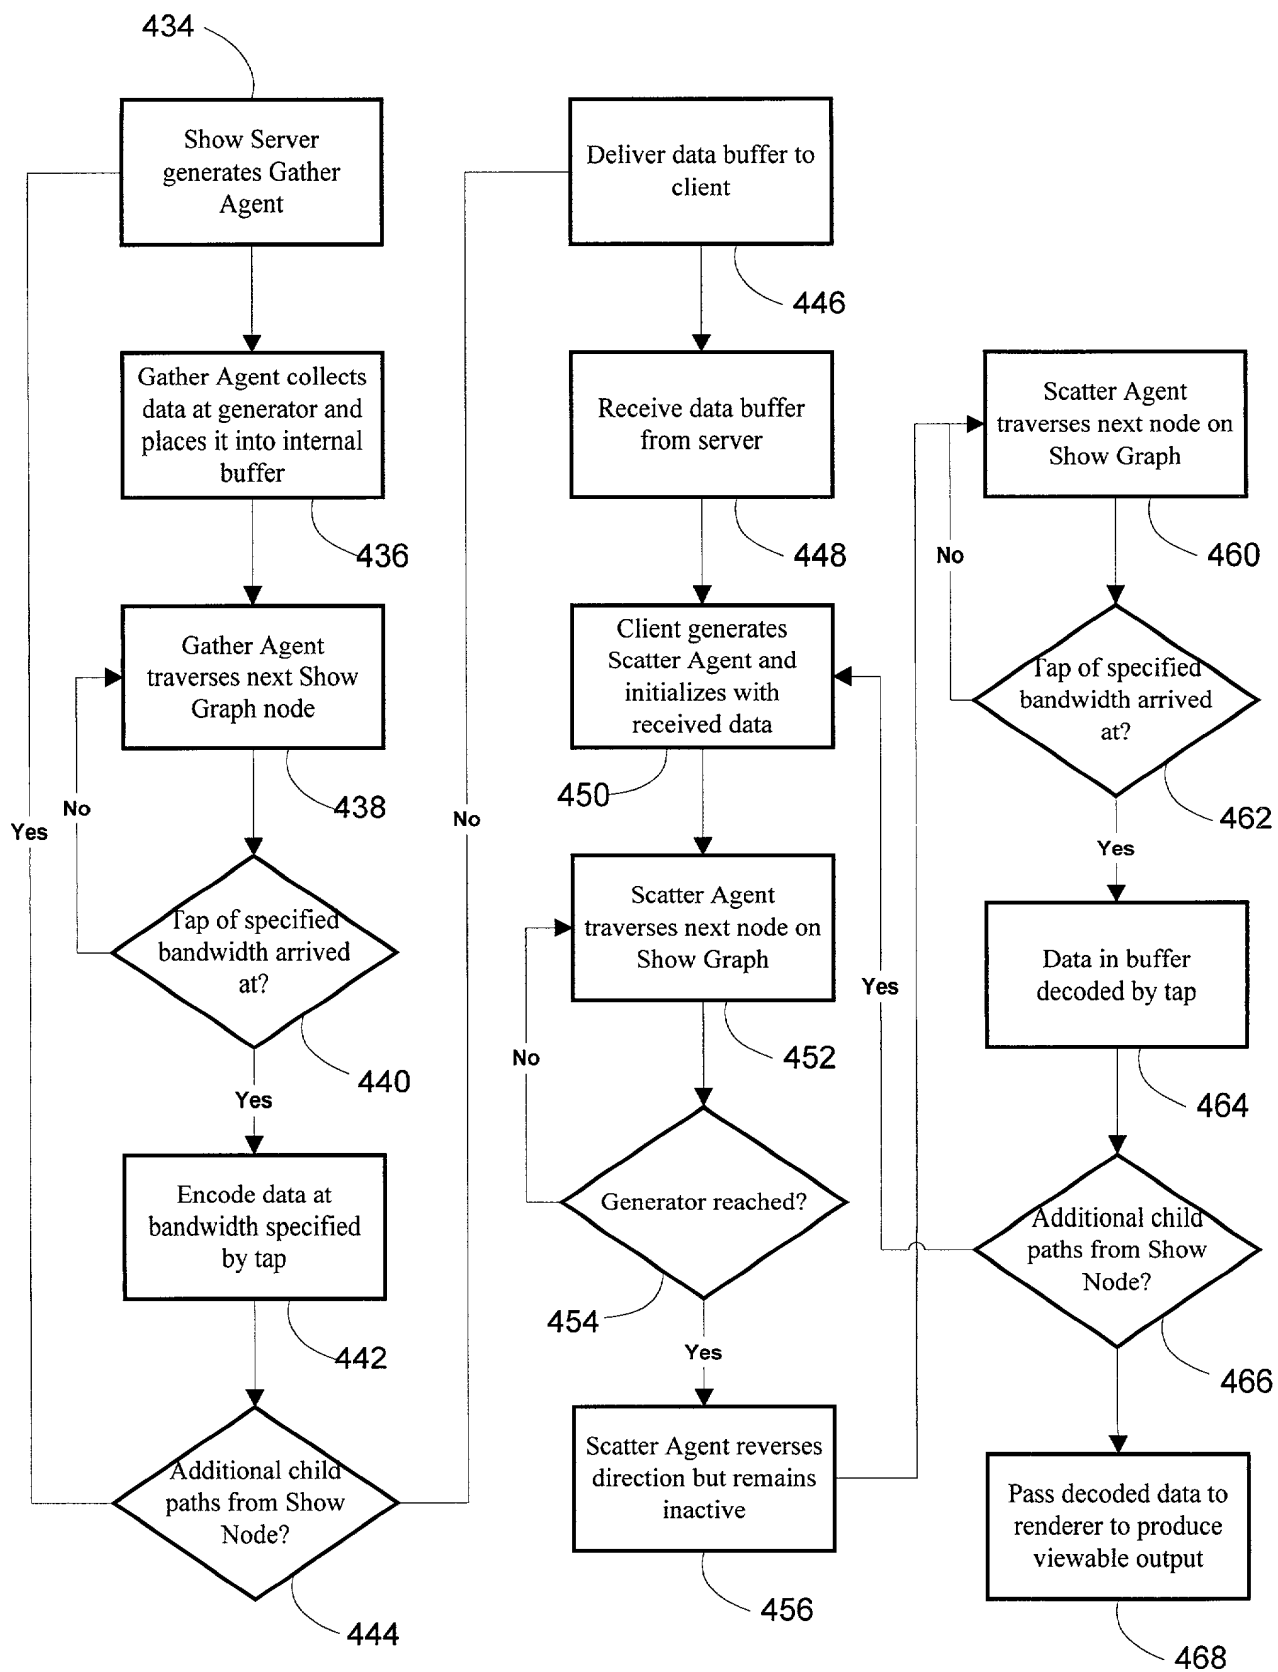 434
Show Server
generates Gather
Agent
Gather Agent collects
data at generator and
places it into internal
buffer
436
Gather Agent
traverses next Show
Graph node
438
No
Yes
Tap of specified
bandwidth arrived
at?
440
Yes
Encode data at
bandwidth specified
by tap
442
Additional child
paths from Show
Node?
444
No
Deliver data buffer to
client
446
Receive data buffer
from server
448
Client generates
Scatter Agent and
initializes with
received data
450
Scatter Agent
traverses next node on
Show Graph
452
No
Generator reached?
454
Yes
Scatter Agent reverses
direction but remains
inactive
456
Scatter Agent
traverses next node on
Show Graph
460
No
Tap of specified
bandwidth arrived
at?
462
Yes
Data in buffer
decoded by tap
464
Yes
Additional child
paths from Show
Node?
466
Pass decoded data to
renderer to produce
viewable output
468